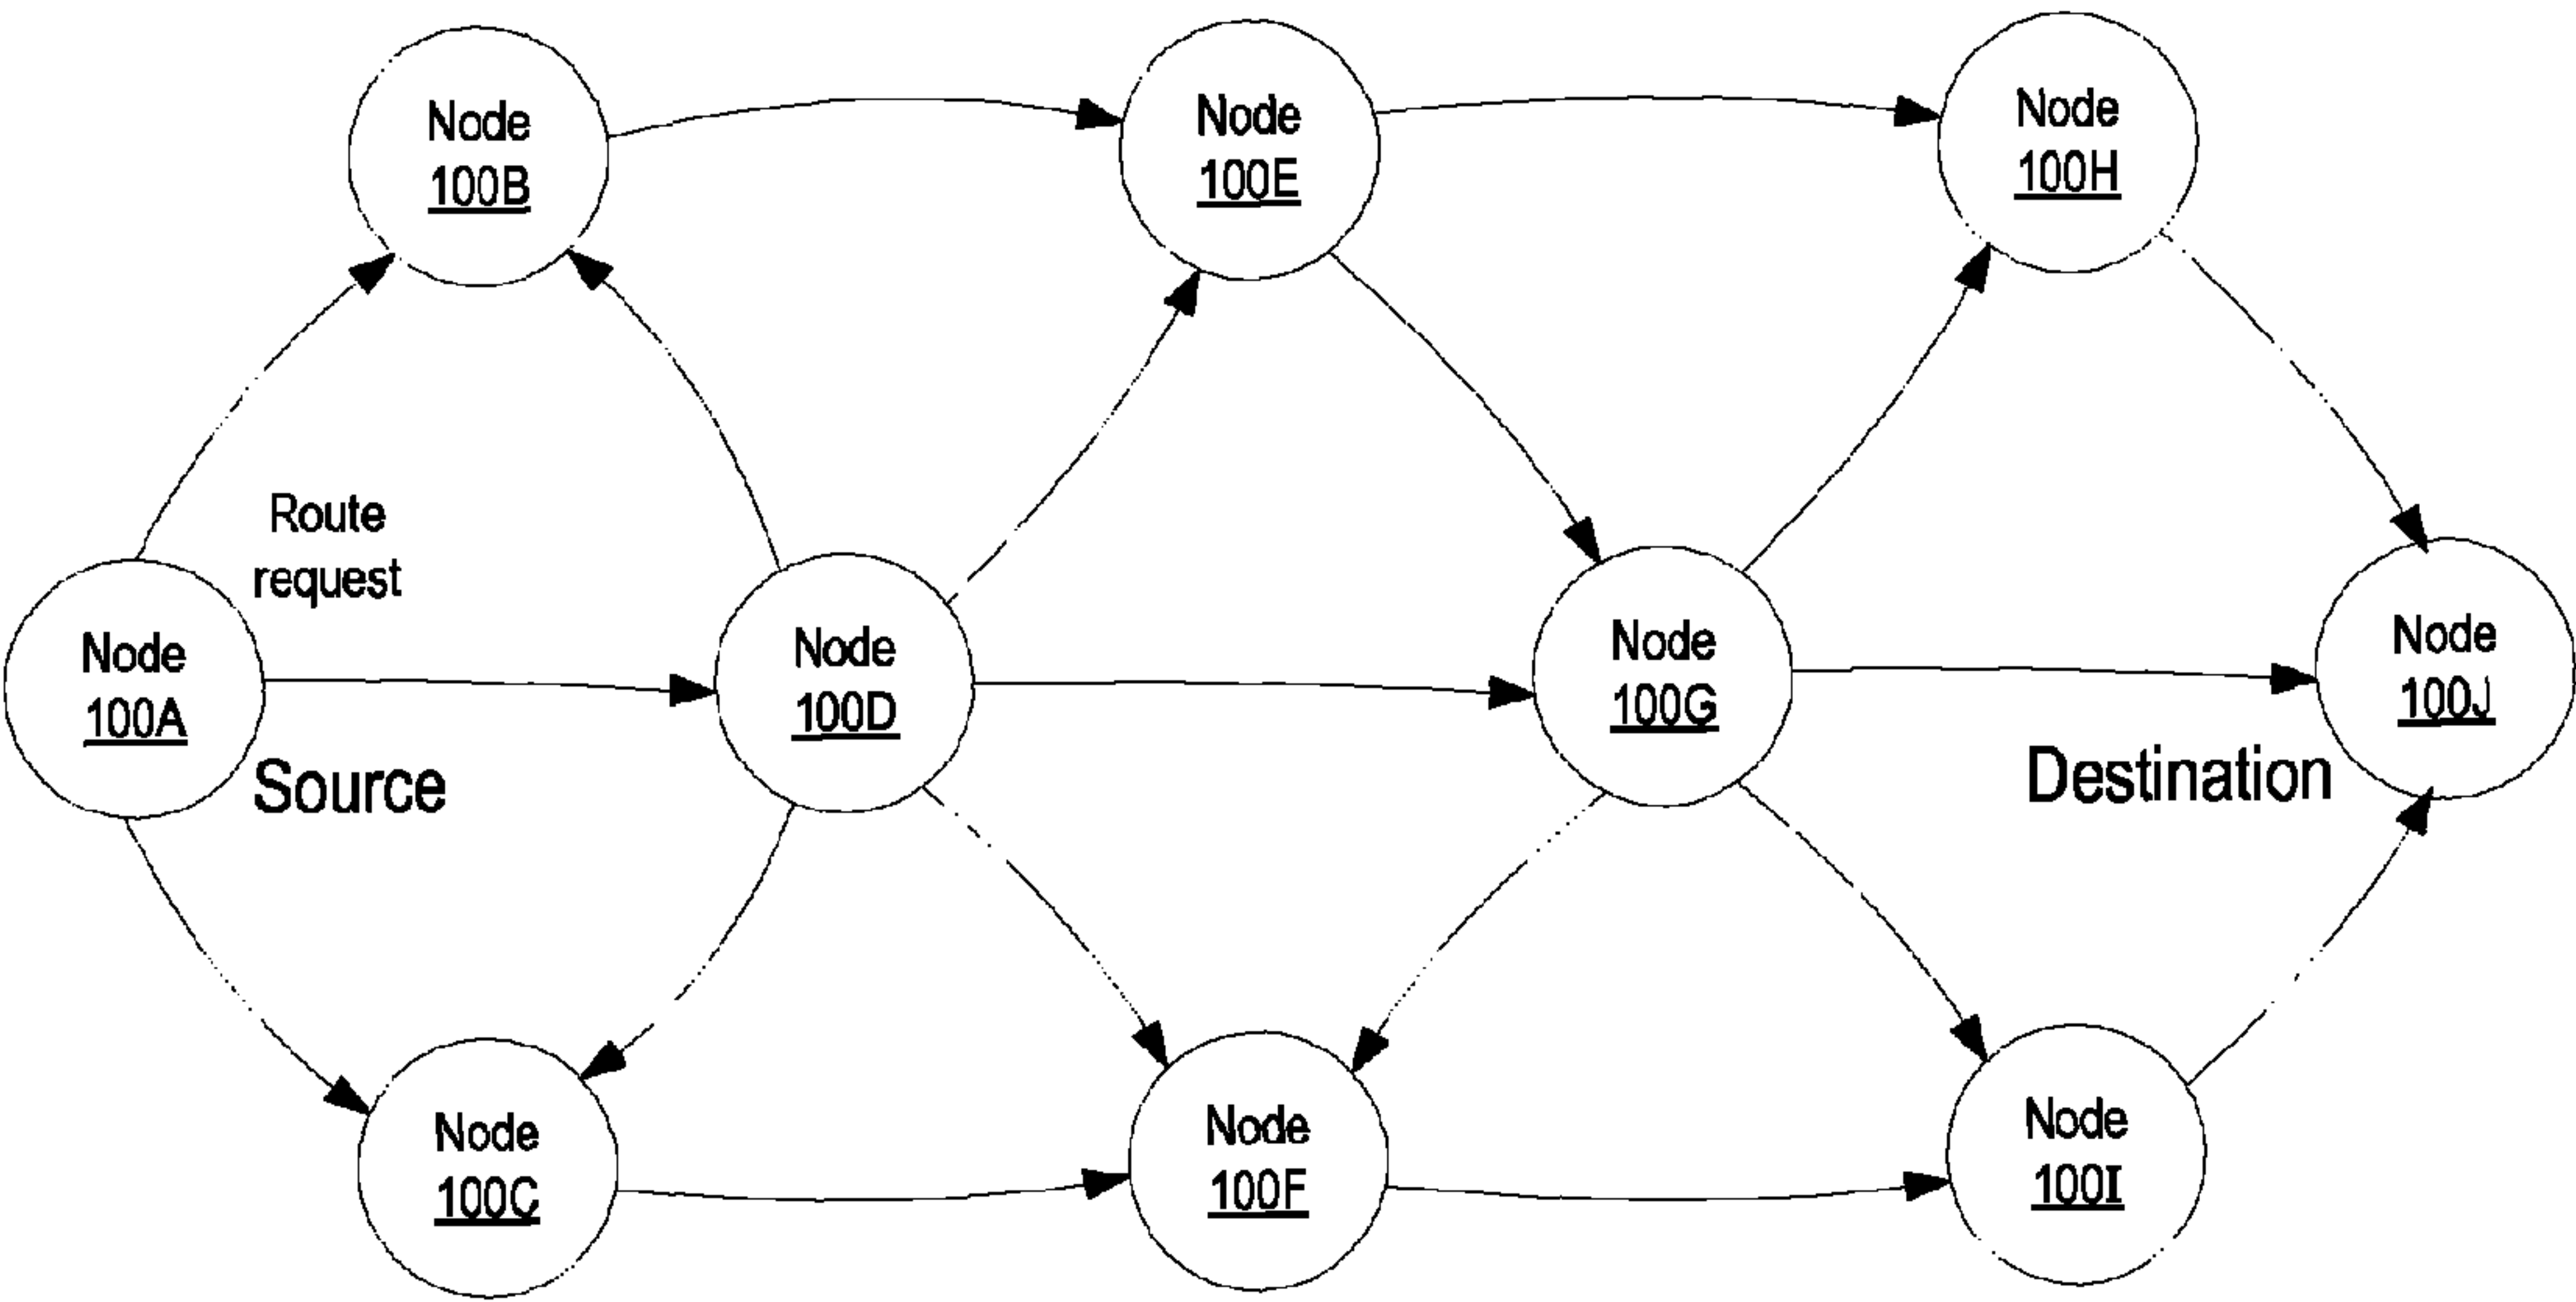 Node
100B
Node
100E
Node
100H
Route
request
Node
100A
Source
Node
100D
Node
100G
Node
100J
Destination
Node
100C
Node
100F
Node
100I